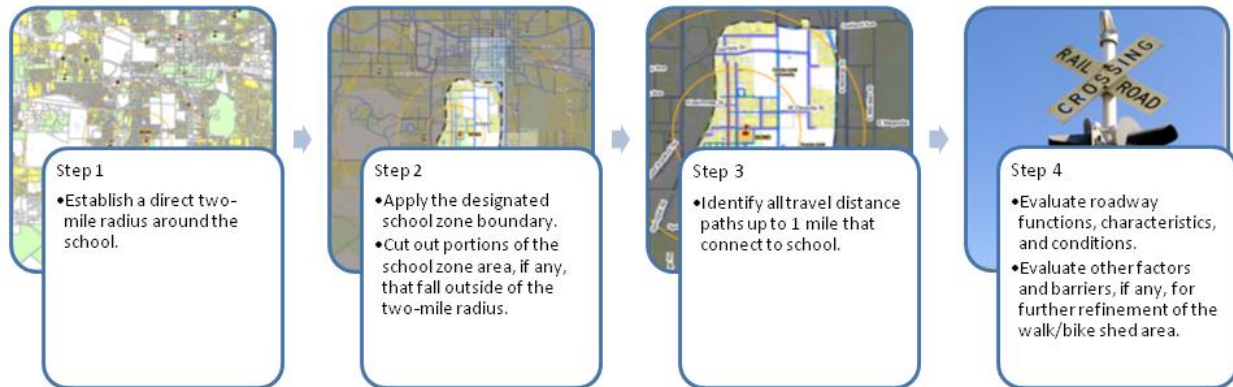 Step 1
•Establish a direct two-
mile radius around the
school.
Step 2
•Apply the designated
school zone boundary.
•Cut out portions of the
school zone area, if any,
that fall outside of the
two-mile radius.
Step 3
•Identify all travel distance
paths up to 1 mile that
connect to school.
RAIL ROAD
CROSSING
Step 4
•Evaluate roadway
functions, characteristics,
and conditions.
•Evaluate other factors
and barriers, if any, for
further refinement of the
walk/bike shed area.